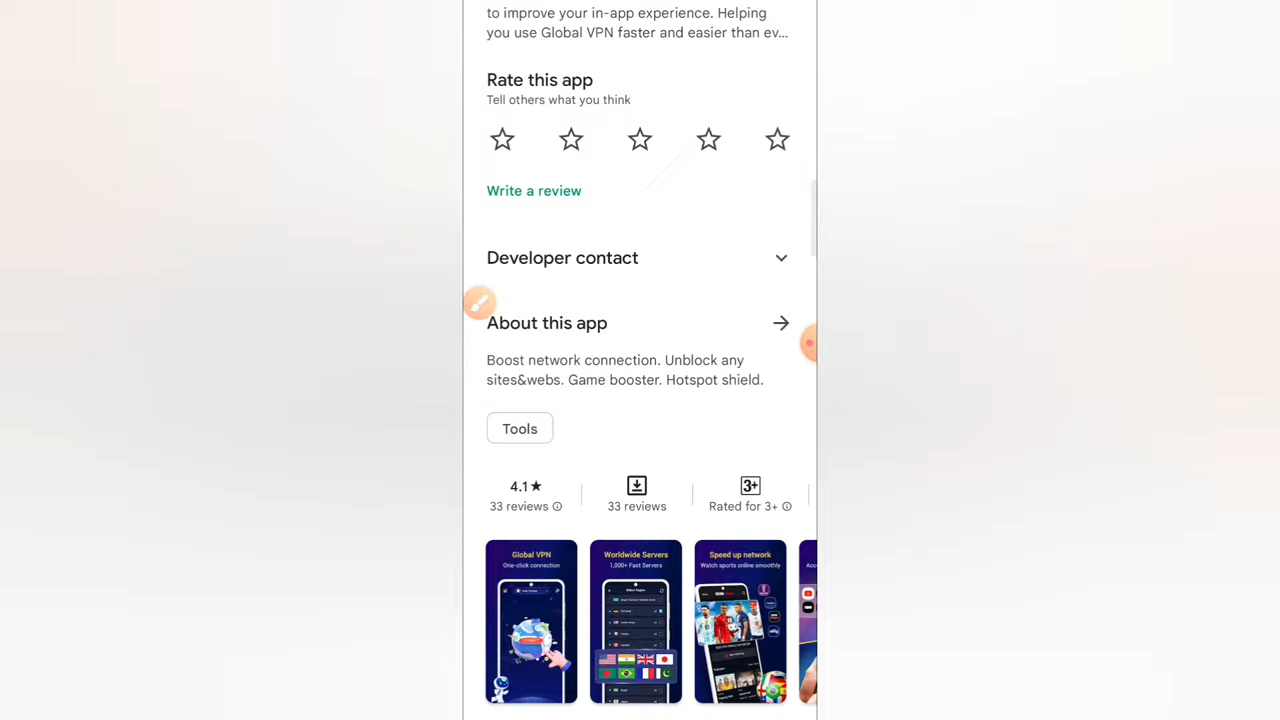 to improve your in-app experience. Helping
you use Global VPN faster and easier than ev...
Rate this app
Tell others what you think
Write a review
Developer contact
About this app
Boost network connection. Unblock any
sites&webs. Game booster. Hotspot shield.
Tools
4.1★
33 reviews
33 reviews
3+
Rated for 3+
Global VPN
One-click connection
Worldwide Servers
1,000+ Fast Servers
Speed up network
Watch sports online smoothly